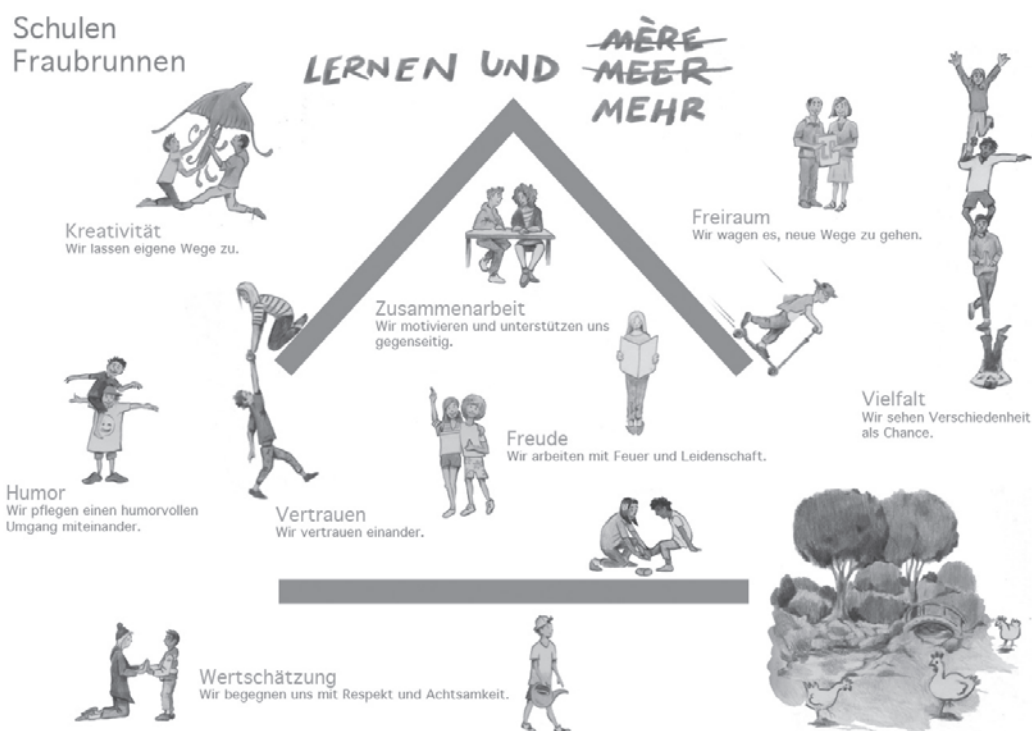 Schulen
Fraubrunnen
LERNEN UND
MÈRE
MEER
MEHR
Kreativität
Wir lassen eigene Wege zu.
Freiraum
Wir wagen es, neue Wege zu gehen.
Zusammenarbeit
Wir motivieren und unterstützen uns
gegenseitig.
Vielfalt
Wir sehen Verschiedenheit
als Chance.
Freude
Wir arbeiten mit Feuer und Leidenschaft.
Humor
Wir pflegen einen humorvollen
Umgang miteinander.
Vertrauen
Wir vertrauen einander.
Wertschätzung
Wir begegnen uns mit Respekt und Achtsamkeit.